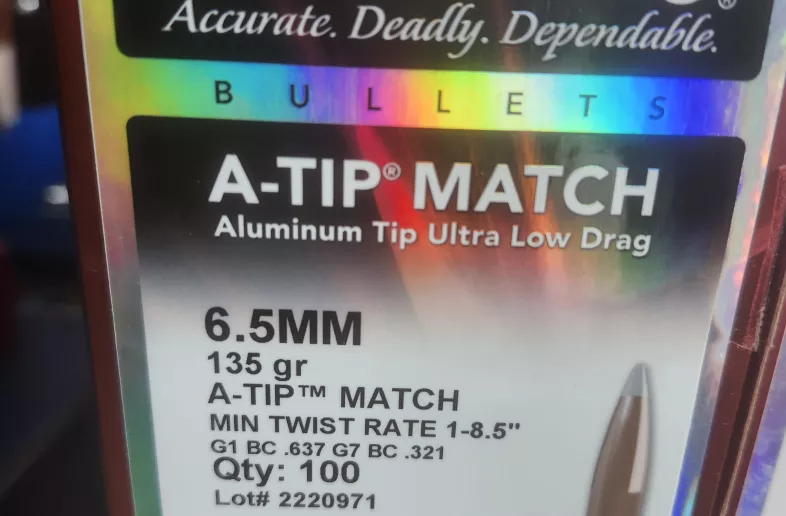 Accurate. Deadly. Dependable.
®
BULLETS
A-TIP® MATCH
Aluminum Tip Ultra Low Drag
6.5MM
135 gr
A-TIP™ MATCH
MIN TWIST RATE 1-8.5"
G1 BC .637 G7 BC .321
Qty: 100
Lot# 2220971